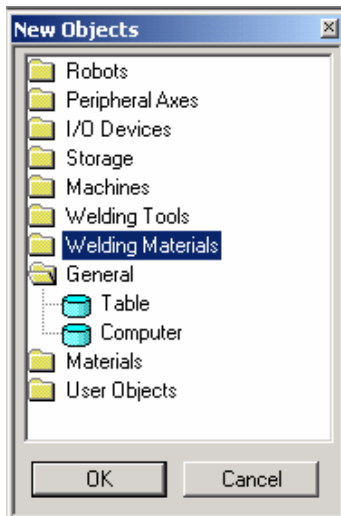 New Objects
Robots
Peripheral Axes
I/O Devices
Storage
Machines
Welding Tools
Welding Materials
General
Table
Computer
Materials
User Objects
OK Cancel